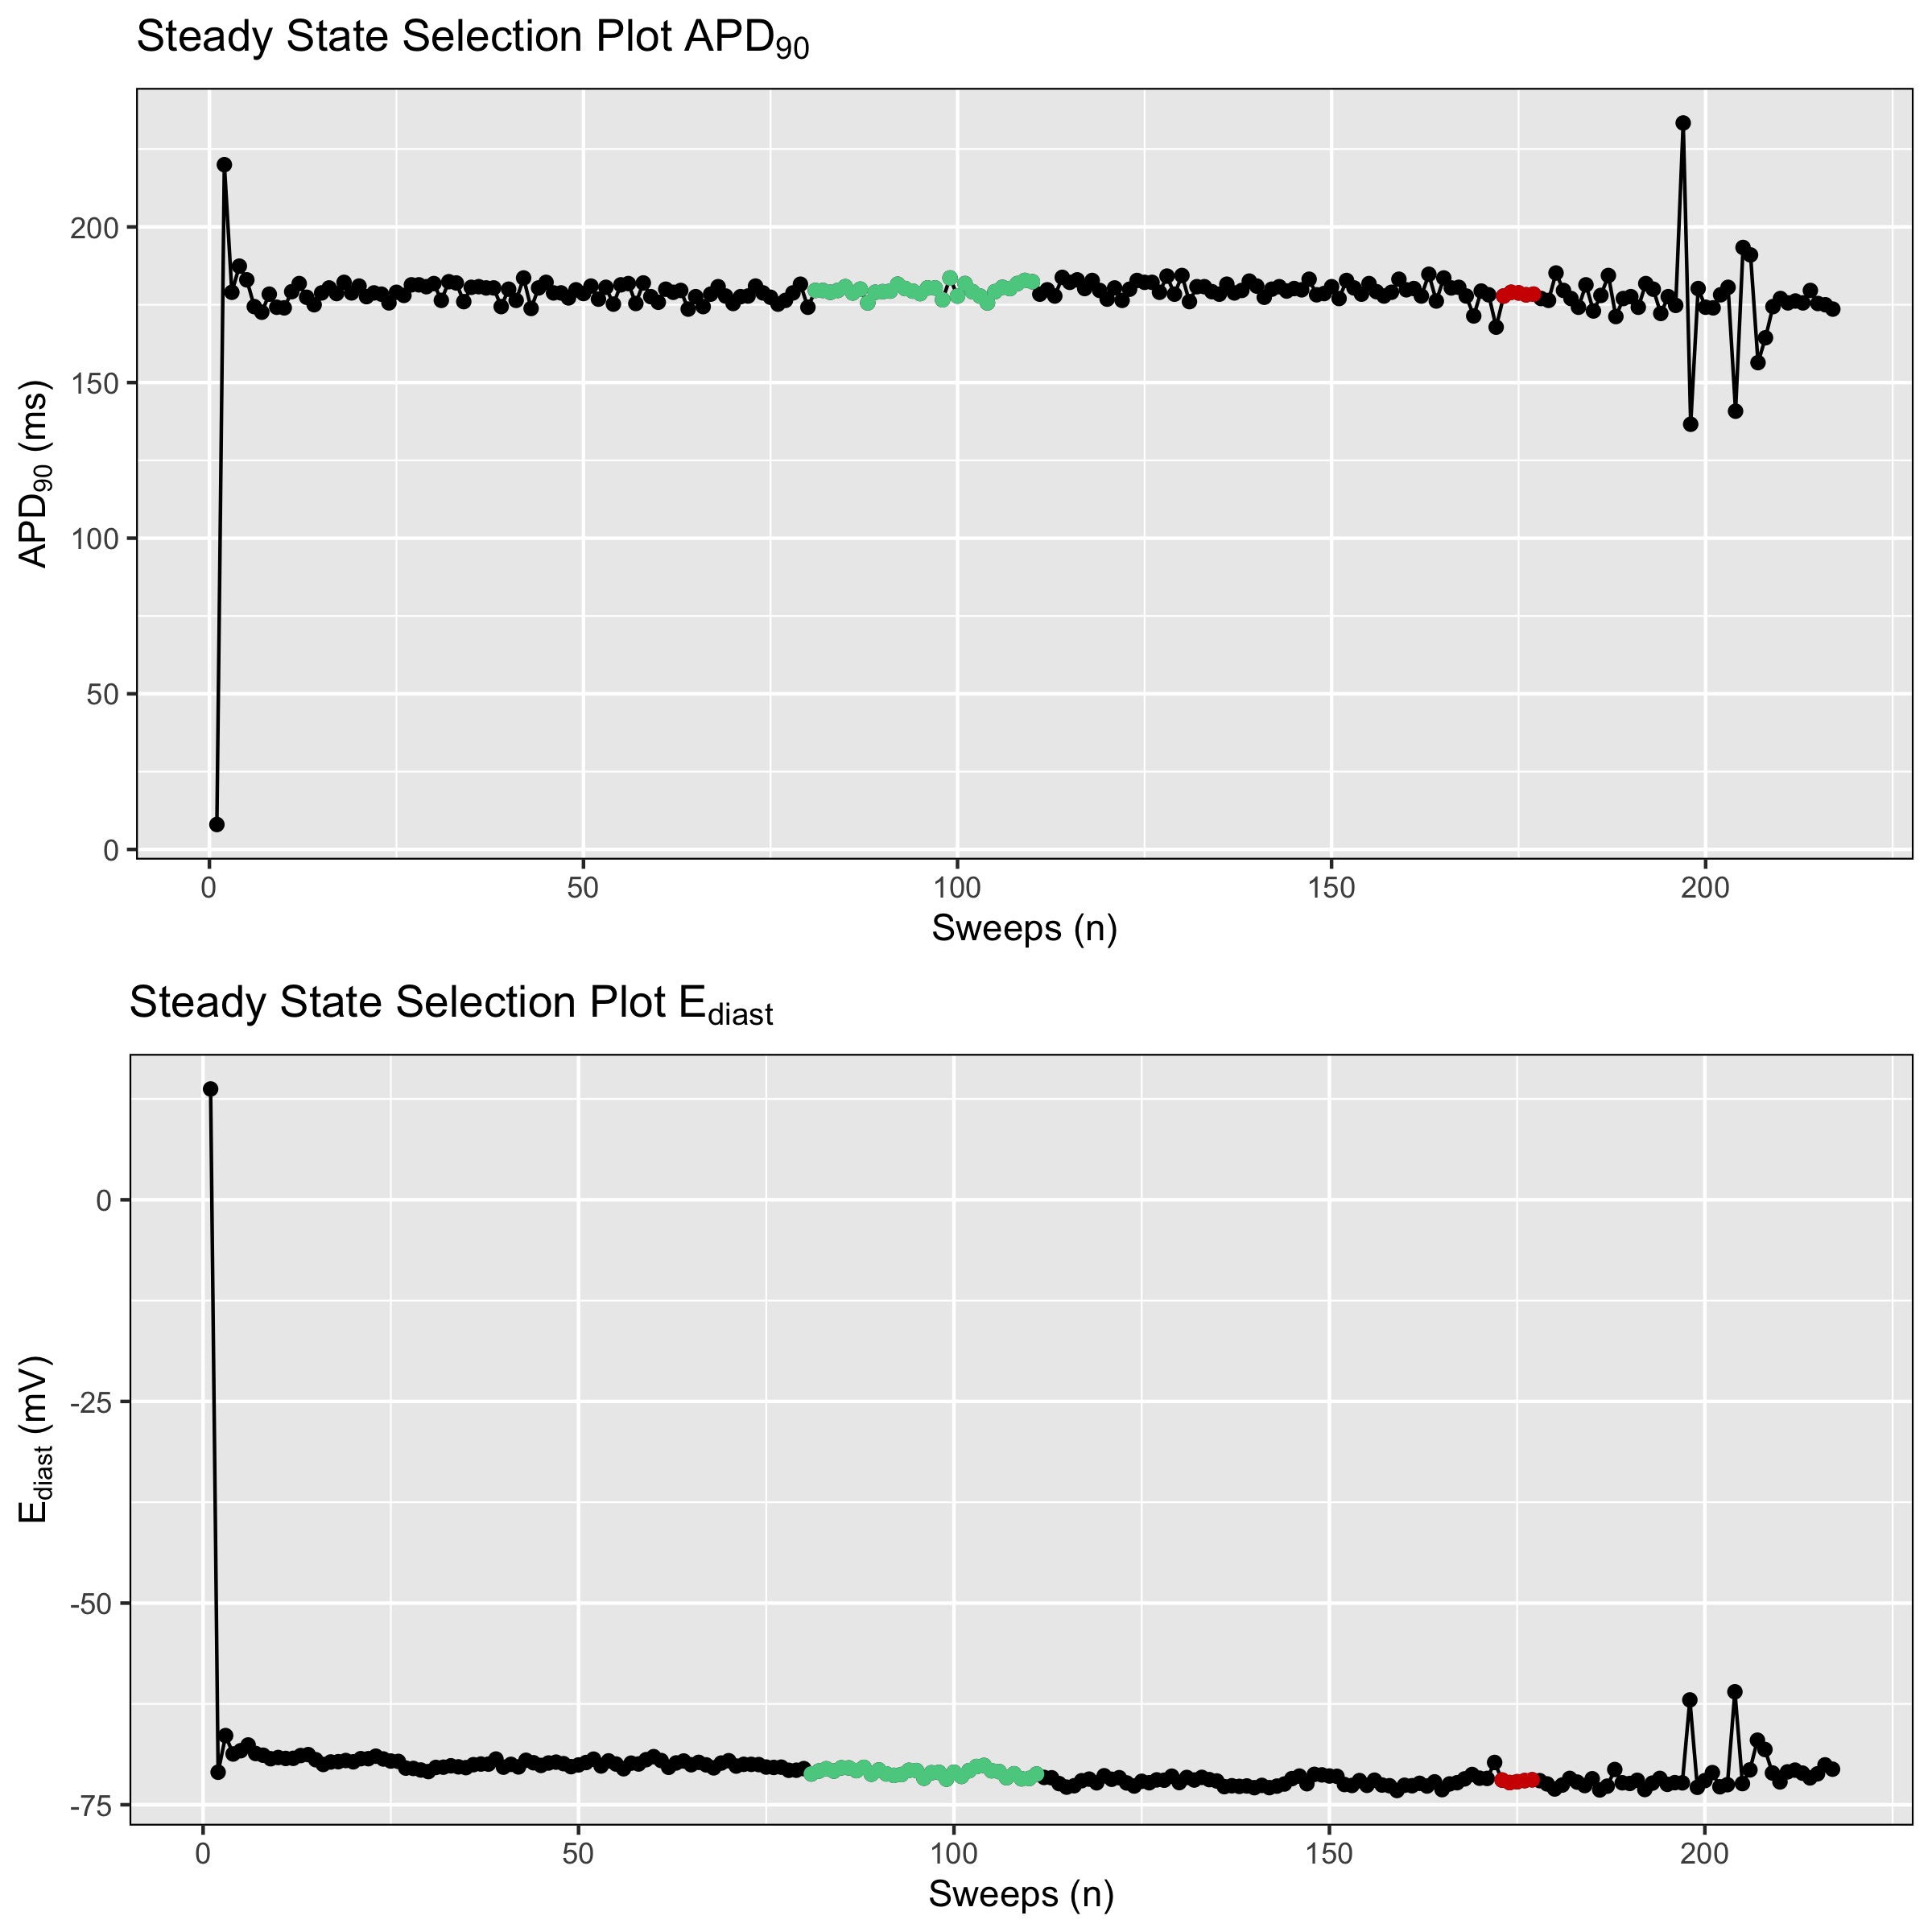 Steady State Selection Plot APD90
200
150
100
50
0
APD90 (ms)
0 50 100 150 200
Sweeps (n)
Steady State Selection Plot Ediast
0
-25
-50
-75
Ediast (mV)
0 50 100 150 200
Sweeps (n)